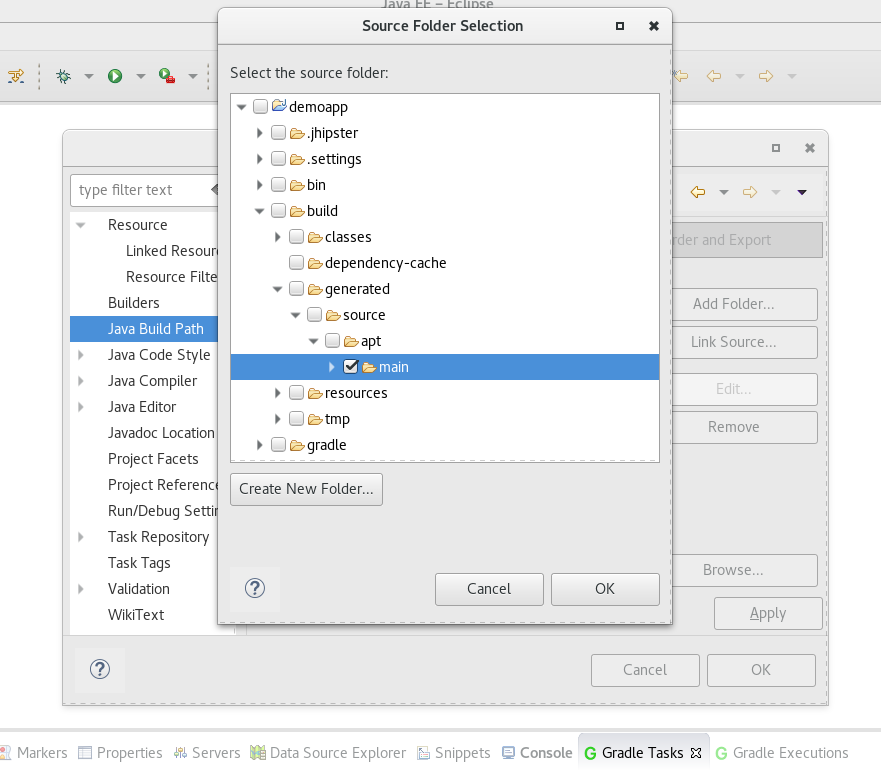 Java EE – Eclipse
Source Folder Selection
Select the source folder:
demoapp
.jhipster
.settings
bin
build
classes
dependency-cache
generated
source
apt
main
resources
tmp
gradle
Create New Folder...
Cancel
OK
type filter text
Resource
Linked Resour
Resource Filte
Builders
Java Build Path
Java Code Style
Java Compiler
Java Editor
Javadoc Location
Project Facets
Project Reference
Run/Debug Settin
Task Repository
Task Tags
Validation
WikiText
rder and Export
Add Folder...
Link Source...
Edit...
Remove
Browse...
Apply
Cancel
OK
Markers Properties Servers Data Source Explorer Snippets Console Gradle Tasks Gradle Executions